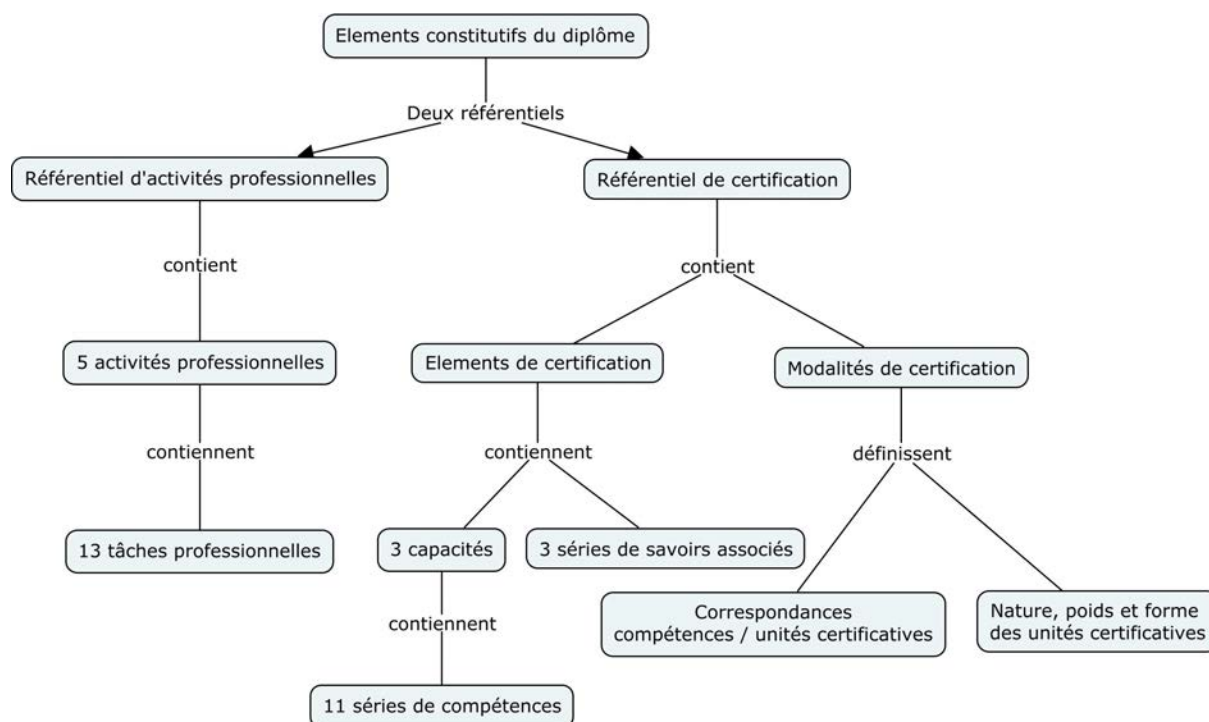 Elements constitutifs du diplôme
Deux référentiels
Référentiel d'activités professionnelles
Référentiel de certification
contient
contient
5 activités professionnelles
Elements de certification
Modalités de certification
contiennent
contiennent
définissent
13 tâches professionnelles
3 capacités
3 séries de savoirs associés
Correspondances
compétences / unités certificatives
Nature, poids et forme
des unités certificatives
contiennent
11 séries de compétences